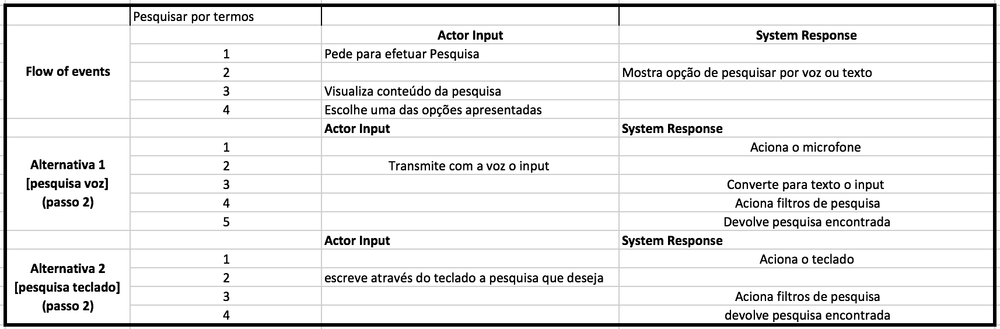 Pesquisar por termos
Actor Input System Response
Flow of events
1 Pede para efetuar Pesquisa
2 Mostra opção de pesquisar por voz ou texto
3 Visualiza conteúdo da pesquisa
4 Escolhe uma das opções apresentadas
Actor Input System Response
Alternativa 1
[pesquisa voz]
(passo 2)
1 Aciona o microfone
2 Transmite com a voz o input
3 Converte para texto o input
4 Aciona filtros de pesquisa
5 Devolve pesquisa encontrada
Actor Input System Response
Alternativa 2
[pesquisa teclado]
(passo 2)
1 Aciona o teclado
2 escreve através do teclado a pesquisa que deseja
3 Aciona filtros de pesquisa
4 devolve pesquisa encontrada